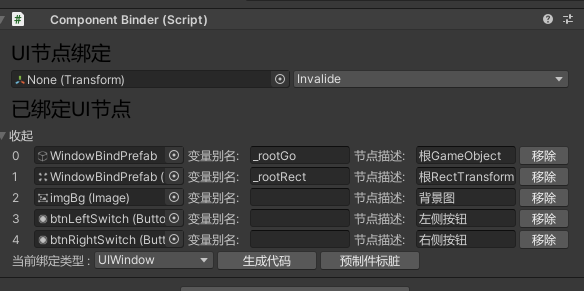 Component Binder (Script)
UI节点绑定
None (Transform) Invalide
已绑定UI节点
收起
0 WindowBindPrefab 变量别名: _rootGo 节点描述: 根GameObject 移除
1 WindowBindPrefab ( 变量别名: _rootRect 节点描述: 根RectTransform 移除
2 imgBg (Image) 变量别名: 节点描述: 背景图 移除
3 btnLeftSwitch (Butto 变量别名: 节点描述: 左侧按钮 移除
4 btnRightSwitch (Butt 变量别名: 节点描述: 右侧按钮 移除
当前绑定类型 : UIWindow 生成代码 预制件标脏